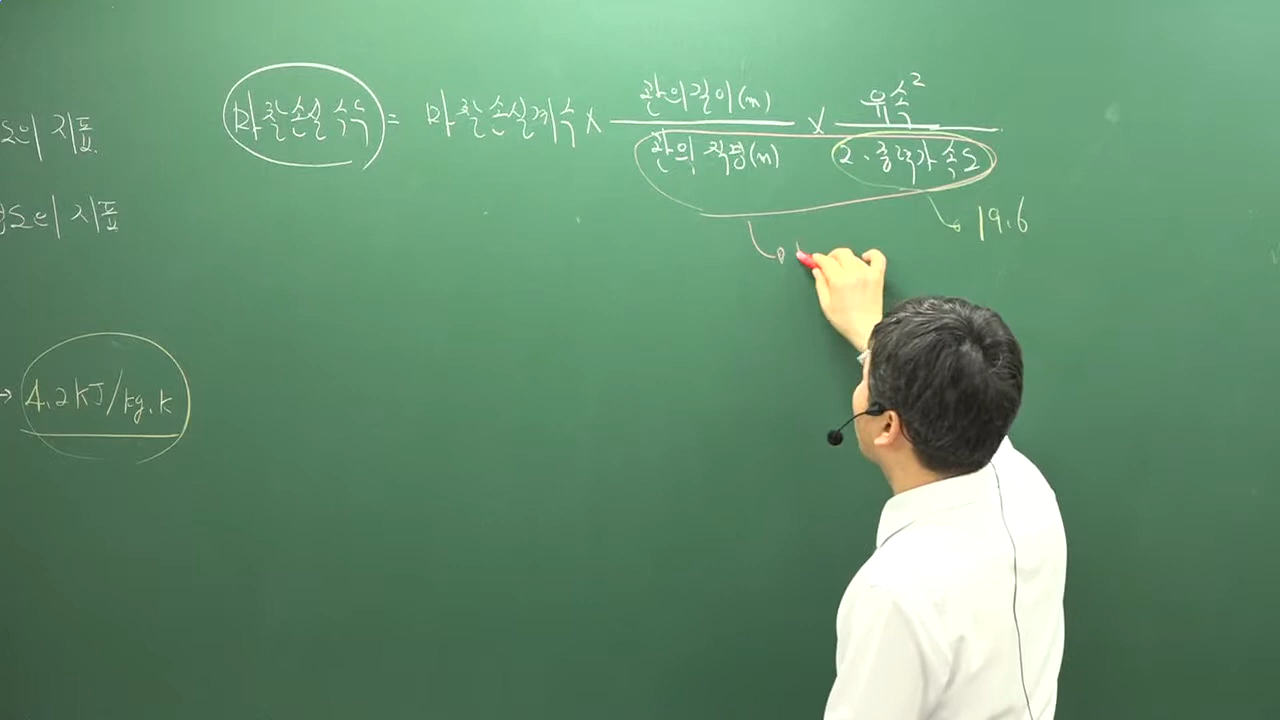 마찰손실 수두 = 마찰손실계수 × 관의길이(m) / 관의 직경(m) × 유속² / 2·중력가속도
→ 19.6
도의 지표
도의 지표
→ 4.2kJ/kg.k